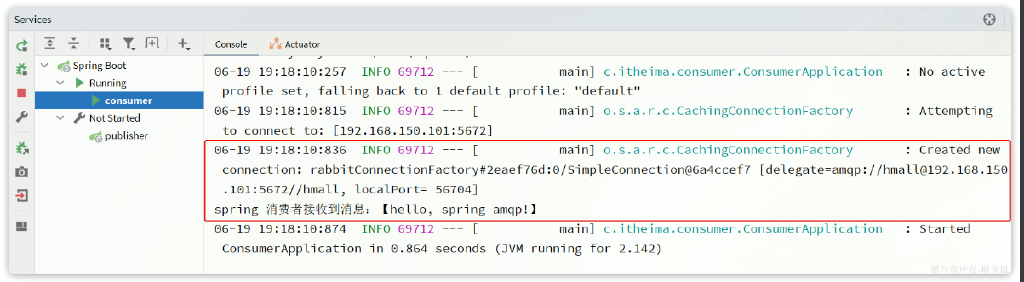 Services
Console
Actuator
Spring Boot
Running
consumer
Not Started
publisher
06-19 19:18:10:257 INFO 69712 --- [ main] c.itheima.consumer.ConsumerApplication : No active
profile set, falling back to 1 default profile: "default"
06-19 19:18:10:815 INFO 69712 --- [ main] o.s.a.r.c.CachingConnectionFactory : Attempting
to connect to: [192.168.150.101:5672]
06-19 19:18:10:836 INFO 69712 --- [ main] o.s.a.r.c.CachingConnectionFactory : Created new
connection: rabbitConnectionFactory#2eaef76d:0/SimpleConnection@6a4ccef7 [delegate=amqp://hmall@192.168.150
.101:5672//hmall, localPort= 56704]
spring 消费者接收到消息：【hello, spring amqp!】
06-19 19:18:10:874 INFO 69712 --- [ main] c.itheima.consumer.ConsumerApplication : Started
ConsumerApplication in 0.864 seconds (JVM running for 2.142)